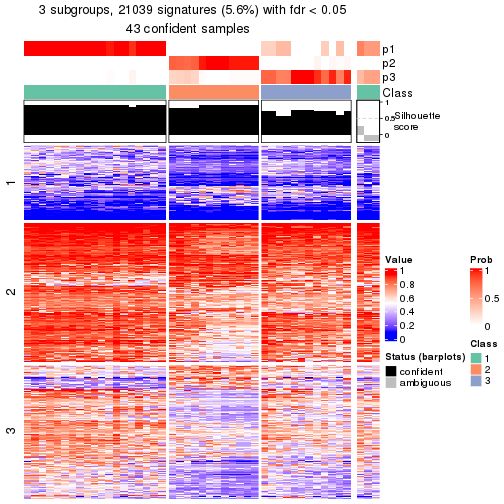 3 subgroups, 21039 signatures (5.6%) with fdr < 0.05
43 confident samples
p1
p2
p3
Class
1
0.5
0
Silhouette
score
1
2
3
Value
1
0.8
0.6
0.4
0.2
0
Prob
1
0.5
0
Status (barplots)
confident
ambiguous
Class
1
2
3